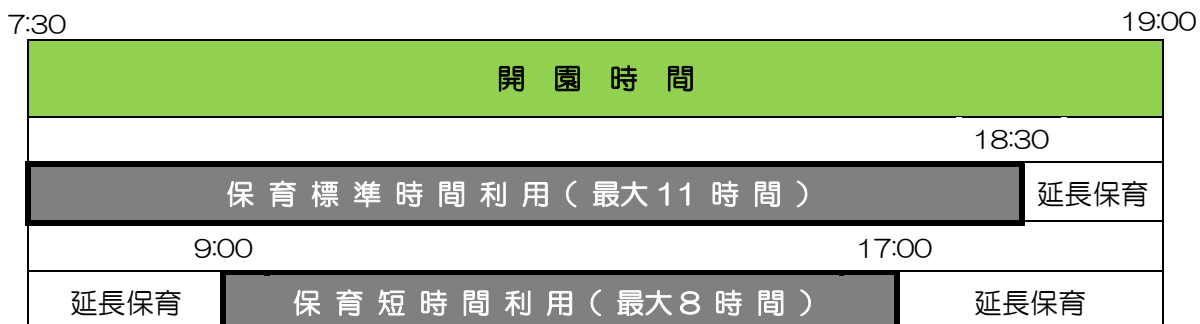 7:30 19:00
開園時間
18:30
保育標準時間利用(最大11時間) 延長保育
9:00 17:00
延長保育 保育短時間利用(最大8時間) 延長保育